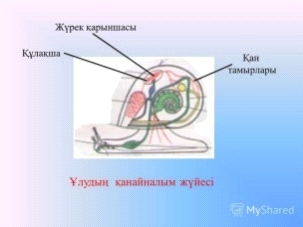 Жүрек қарыншасы
Құлақша
Қан
тамырлары
Ұлудың қанайналым жүйесі
MyShared